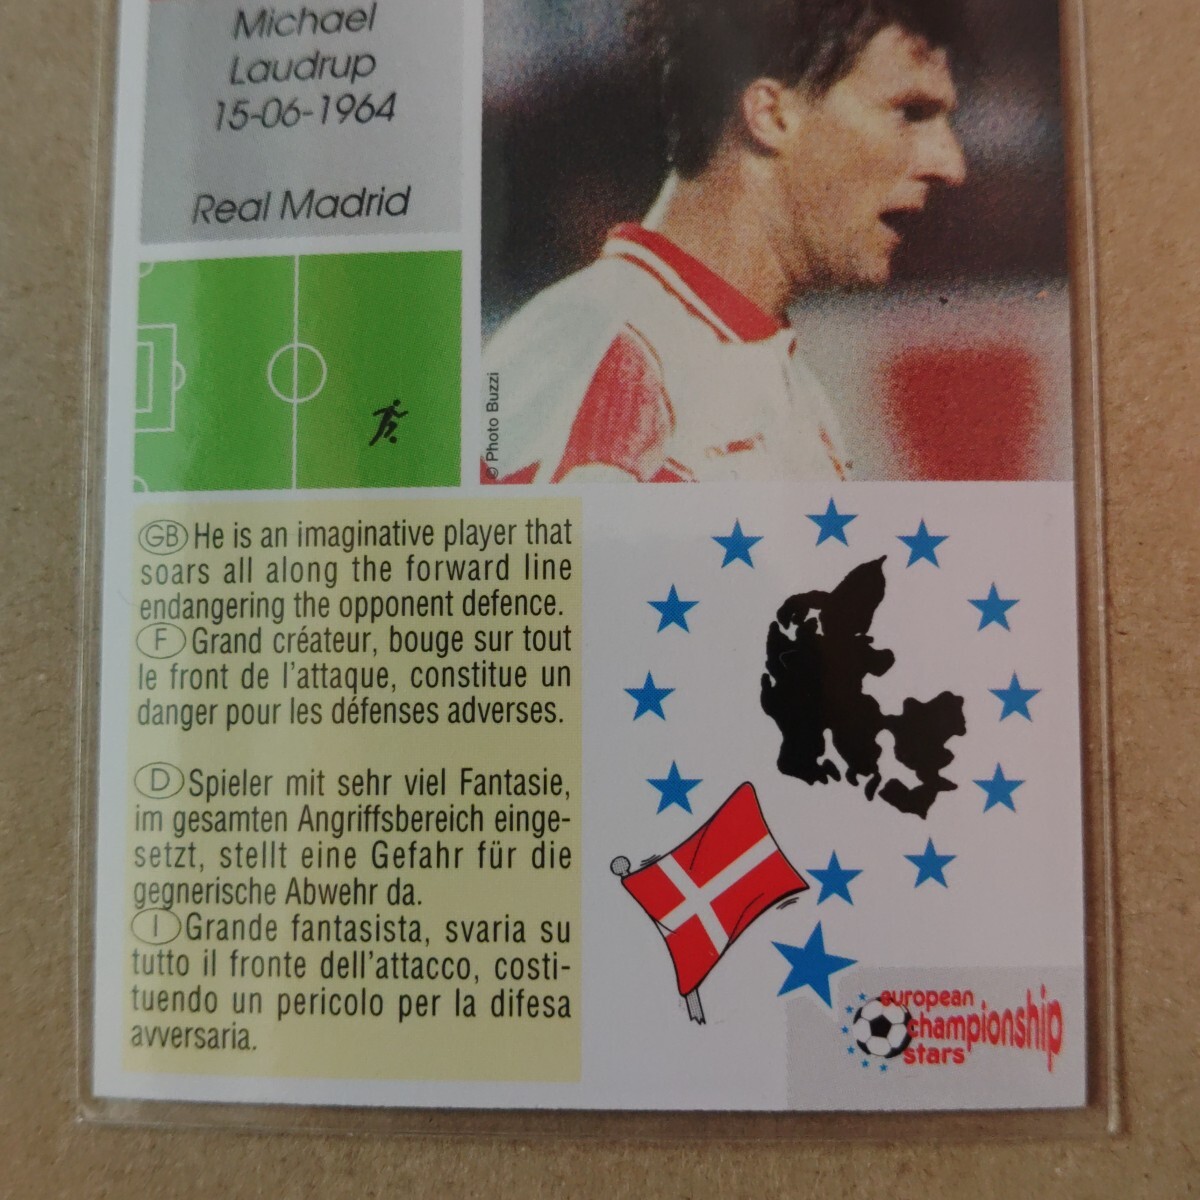 Michael
Laudrup
15-06-1964
Real Madrid
© Photo Buzzi
GB He is an imaginative player that
soars all along the forward line
endangering the opponent defence.
F Grand créateur, bouge sur tout
le front de l'attaque, constitue un
danger pour les défenses adverses.
D Spieler mit sehr viel Fantasie,
im gesamten Angriffsbereich einge-
setzt, stellt eine Gefahr für die
gegnerische Abwehr da.
I Grande fantasista, svaria su
tutto il fronte dell'attacco, costi-
tuendo un pericolo per la difesa
avversaria.
european
championship
stars